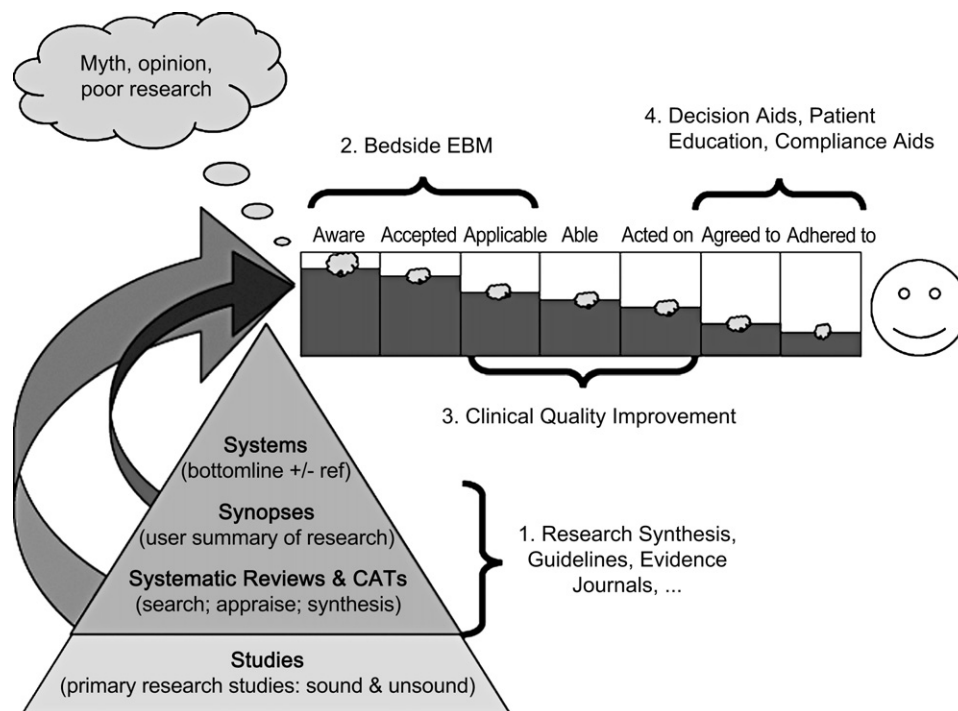 Myth, opinion,
poor research
4. Decision Aids, Patient
Education, Compliance Aids
2. Bedside EBM
Aware Accepted Applicable Able Acted on Agreed to Adhered to
3. Clinical Quality Improvement
Systems
(bottomline +/- ref)
Synopses
(user summary of research)
Systematic Reviews & CATs
(search; appraise; synthesis)
1. Research Synthesis,
Guidelines, Evidence
Journals, ...
Studies
(primary research studies: sound & unsound)